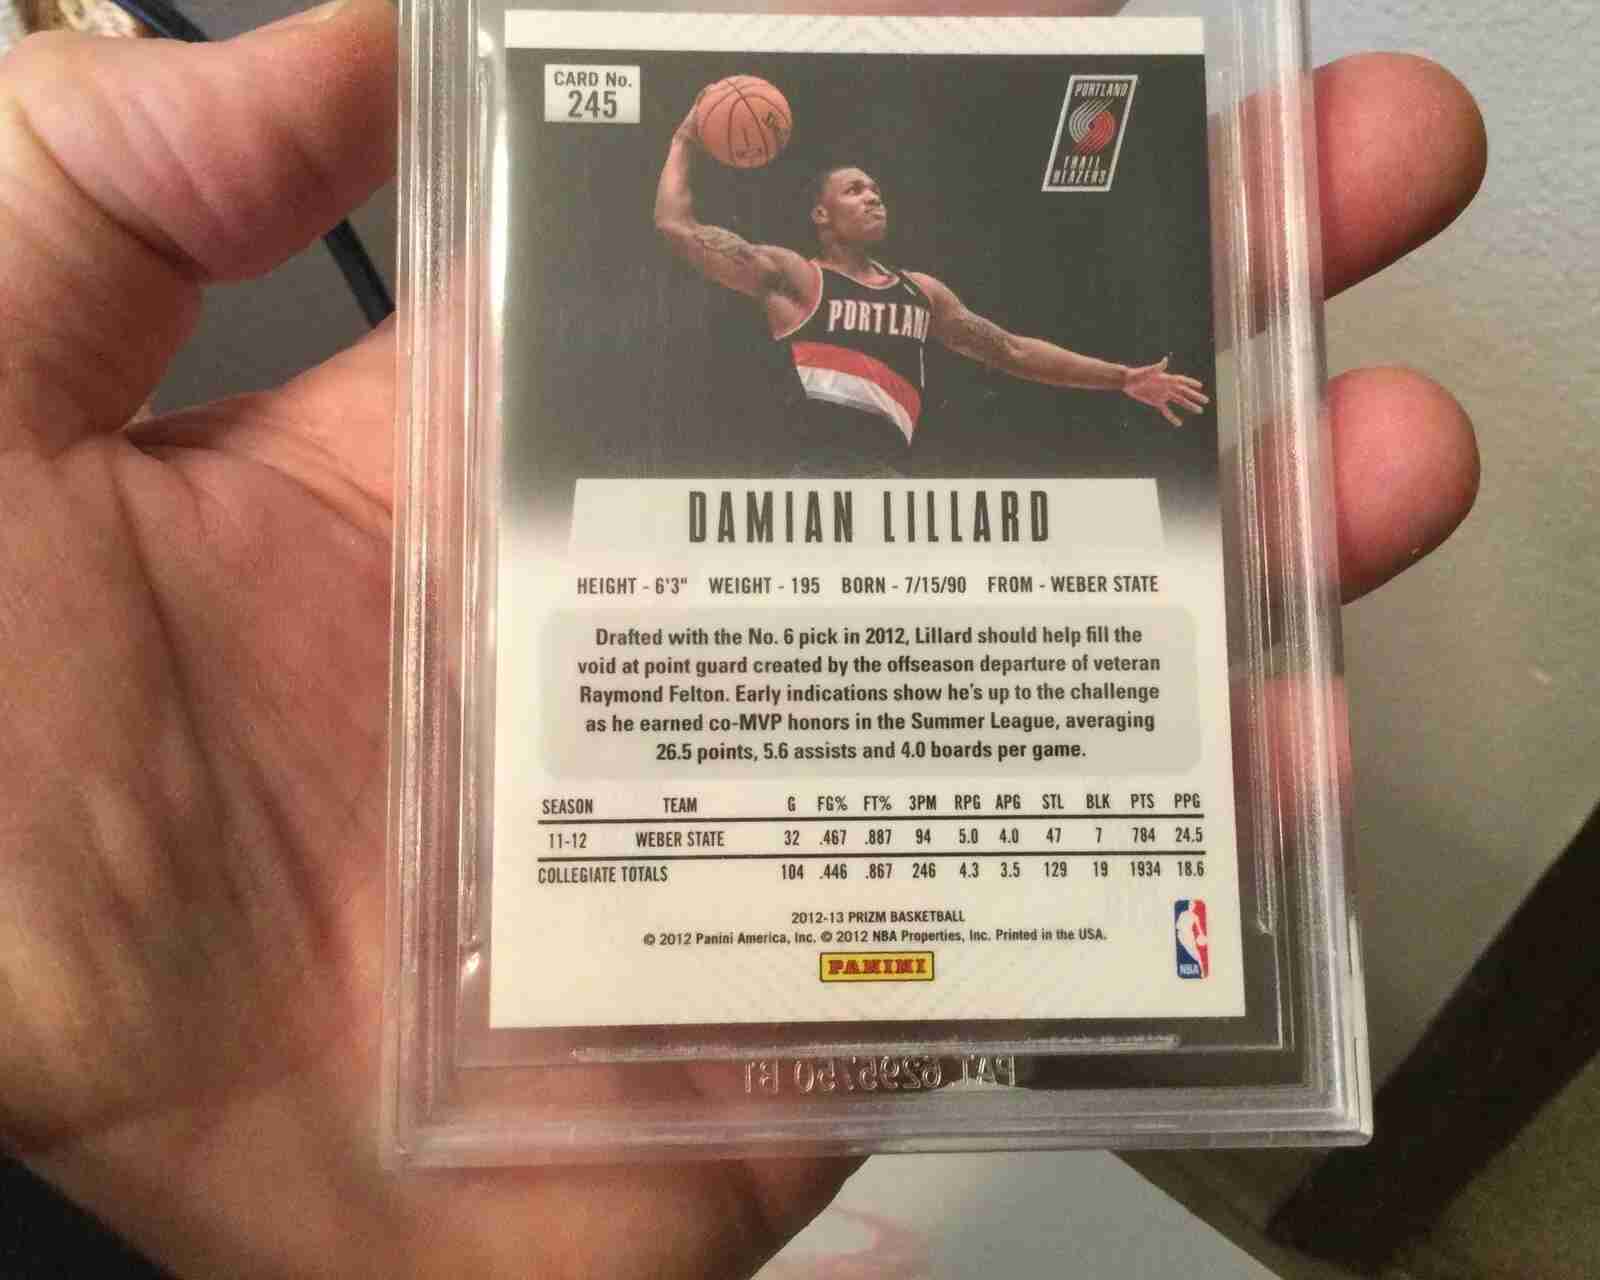 CARD No.
245
PORTLAND
TRAIL
BLAZERS
PORTLAND
DAMIAN LILLARD
HEIGHT - 6'3" WEIGHT - 195 BORN - 7/15/90 FROM - WEBER STATE
Drafted with the No. 6 pick in 2012, Lillard should help fill the
void at point guard created by the offseason departure of veteran
Raymond Felton. Early indications show he's up to the challenge
as he earned co-MVP honors in the Summer League, averaging
26.5 points, 5.6 assists and 4.0 boards per game.
SEASON TEAM G FG% FT% 3PM RPG APG STL BLK PTS PPG
11-12 WEBER STATE 32 .467 .887 94 5.0 4.0 47 7 784 24.5
COLLEGIATE TOTALS 104 .446 .867 246 4.3 3.5 129 19 1934 18.6
2012-13 PRIZM BASKETBALL
© 2012 Panini America, Inc. © 2012 NBA Properties, Inc. Printed in the USA.
PANINI
NBA
PAT. 6295750 B1